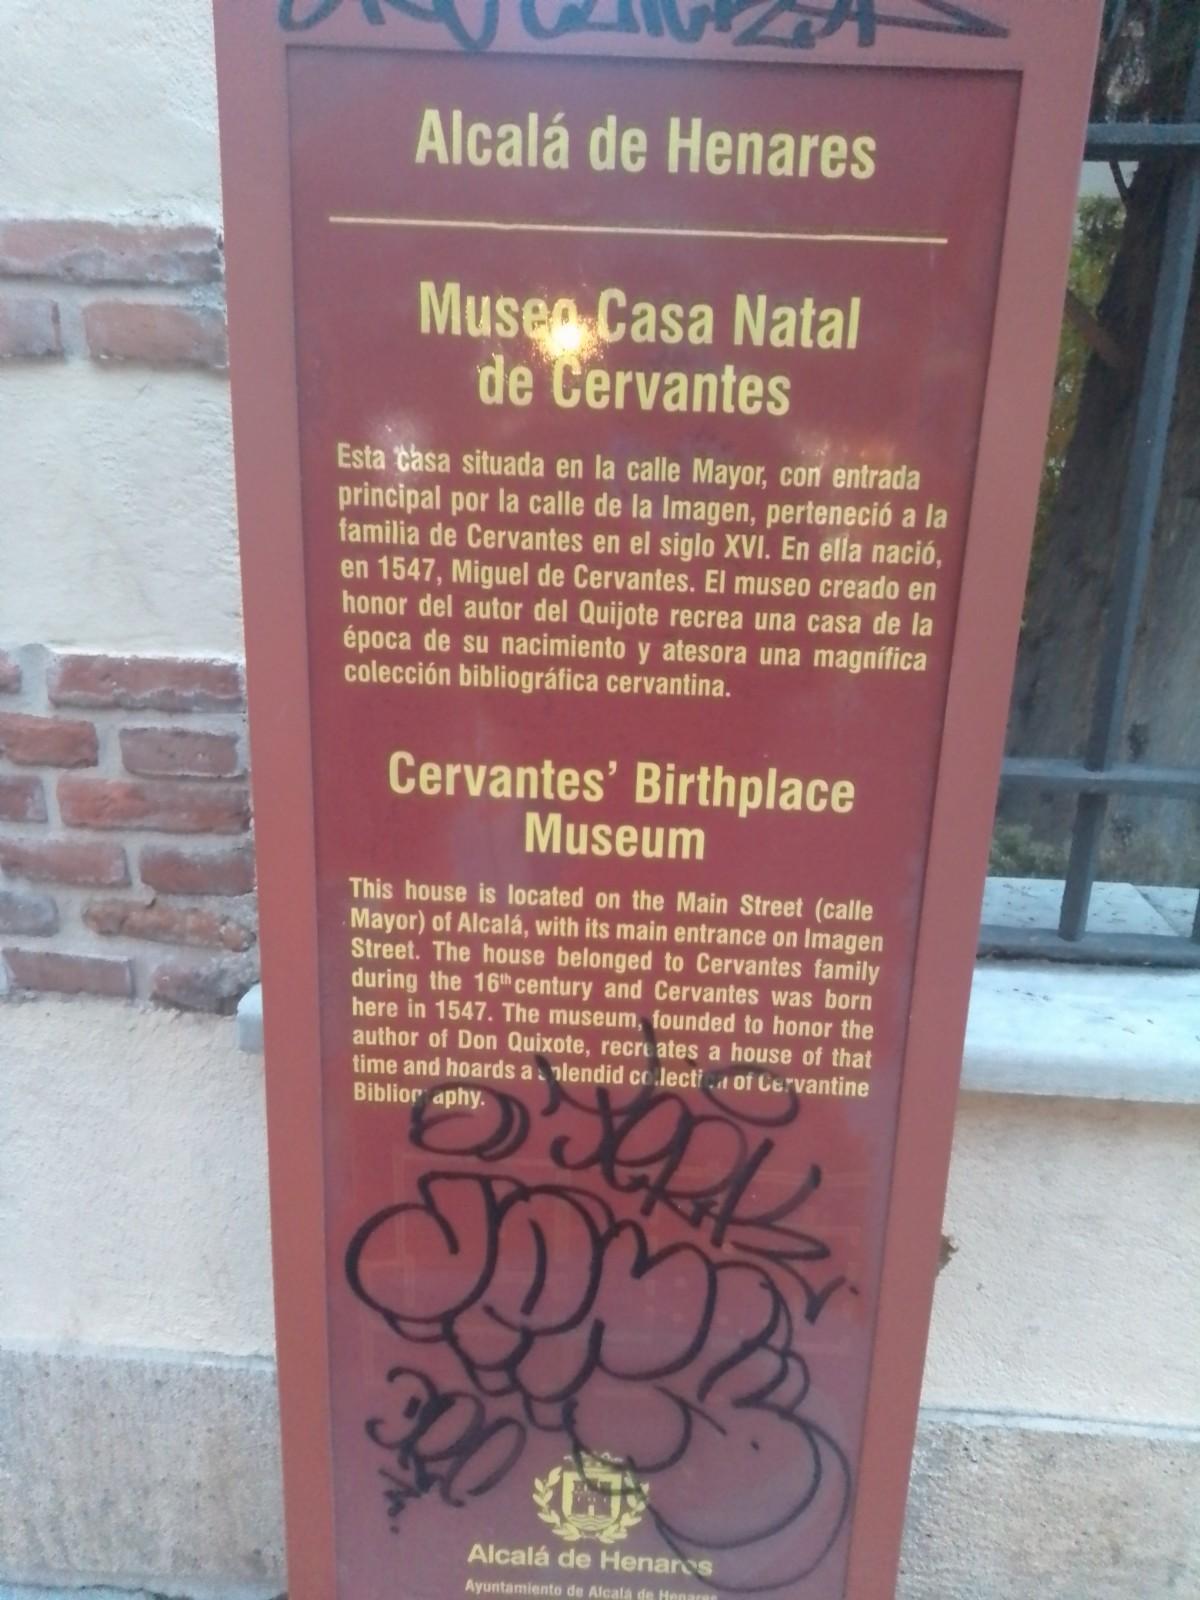 Alcalá de Henares
Museo Casa Natal
de Cervantes
Esta casa situada en la calle Mayor, con entrada
principal por la calle de la Imagen, perteneció a la
familia de Cervantes en el siglo XVI. En ella nació,
en 1547, Miguel de Cervantes. El museo creado en
honor del autor del Quijote recrea una casa de la
época de su nacimiento y atesora una magnífica
colección bibliográfica cervantina.
Cervantes' Birthplace
Museum
This house is located on the Main Street (calle
Mayor) of Alcalá, with its main entrance on Imagen
Street. The house belonged to Cervantes family
during the 16th century and Cervantes was born
here in 1547. The museum, founded to honor the
author of Don Quixote, recreates a house of that
time and hoards a splendid collection of Cervantine
Bibliography.
Alcalá de Henares
Ayuntamiento de Alcalá de Henares